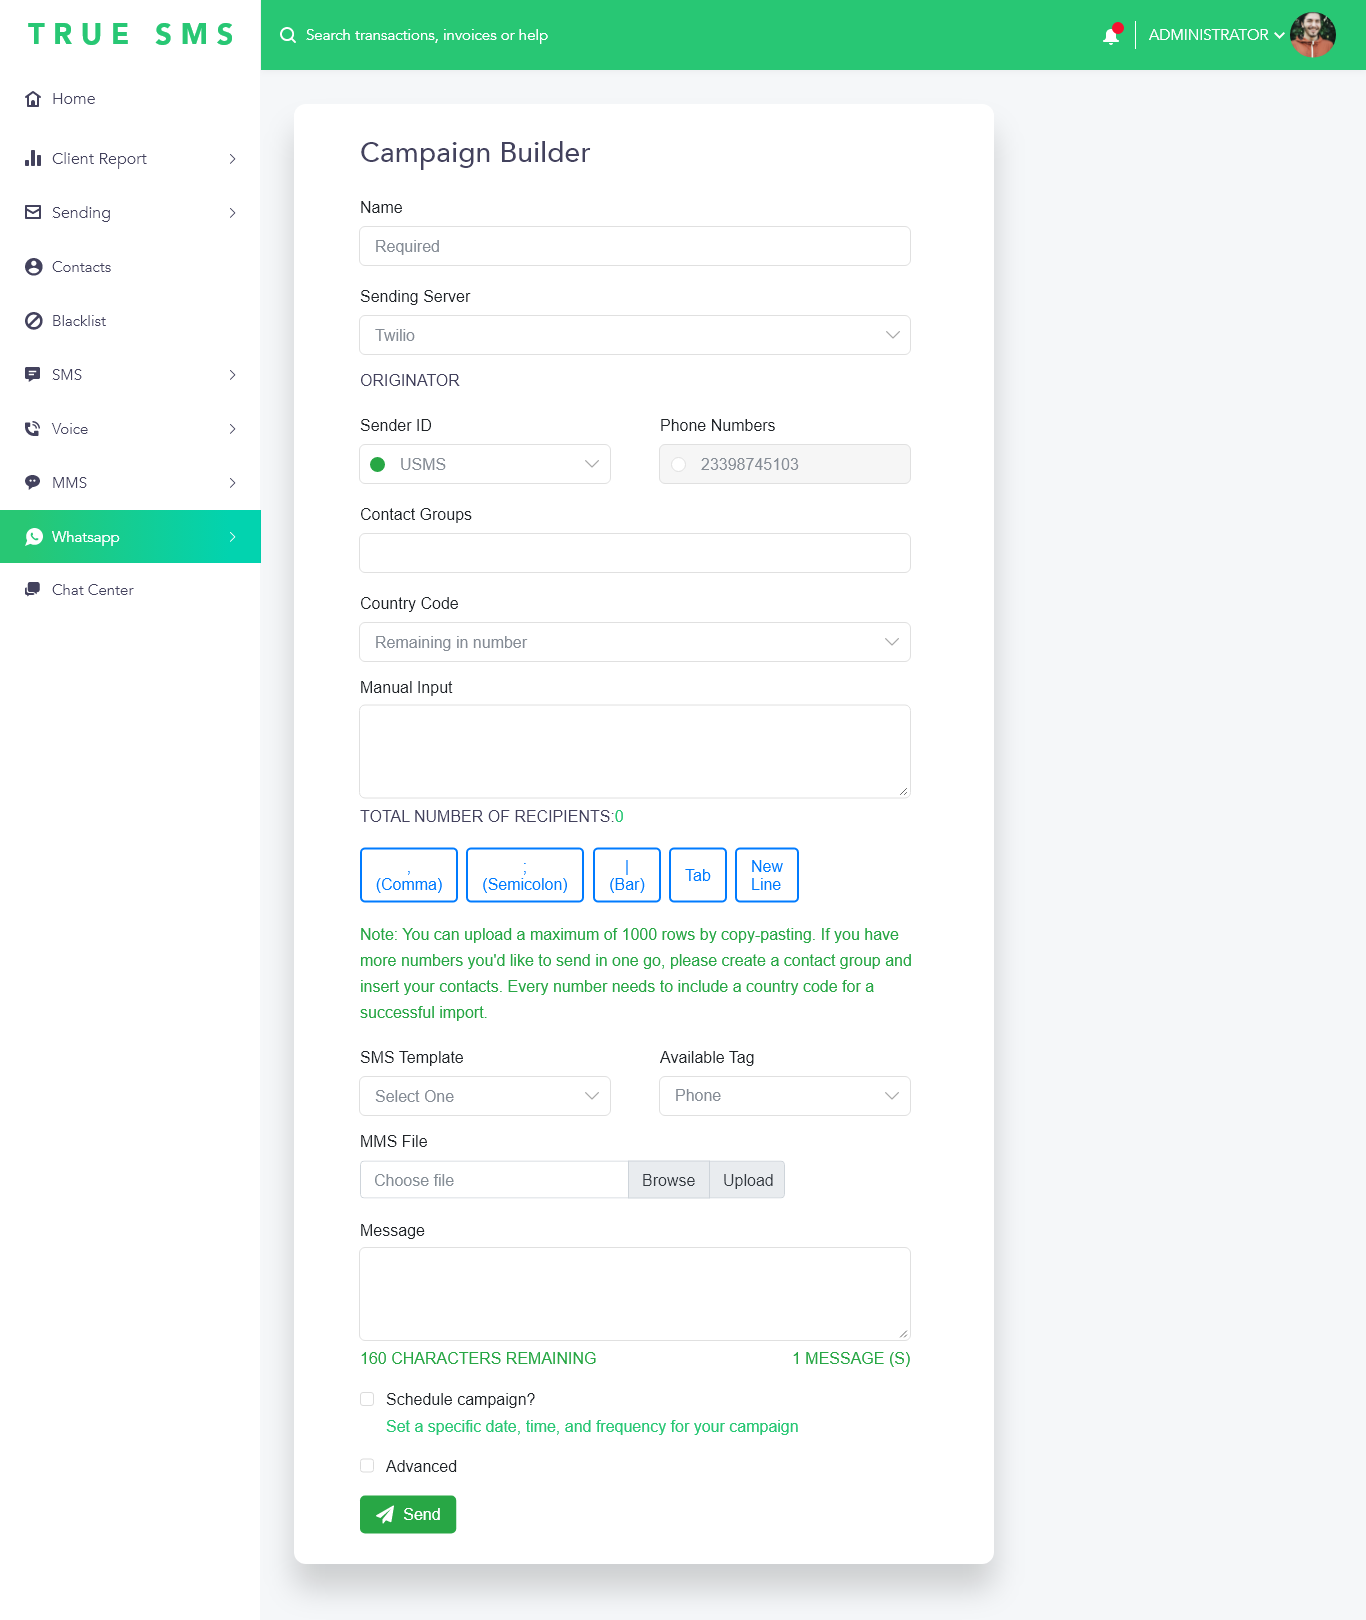 TRUE SMS
Search transactions, invoices or help
ADMINISTRATOR
Home
Client Report
Sending
Contacts
Blacklist
SMS
Voice
MMS
Whatsapp
Chat Center
Campaign Builder
Name
Required
Sending Server
Twilio
ORIGINATOR
Sender ID
Phone Numbers
USMS
23398745103
Contact Groups
Country Code
Remaining in number
Manual Input
TOTAL NUMBER OF RECIPIENTS:0
,
(Comma)
;
(Semicolon)
|
(Bar)
Tab
New
Line
Note: You can upload a maximum of 1000 rows by copy-pasting. If you have
more numbers you'd like to send in one go, please create a contact group and
insert your contacts. Every number needs to include a country code for a
successful import.
SMS Template
Available Tag
Select One
Phone
MMS File
Choose file
Browse
Upload
Message
160 CHARACTERS REMAINING
1 MESSAGE (S)
Schedule campaign?
Set a specific date, time, and frequency for your campaign
Advanced
Send